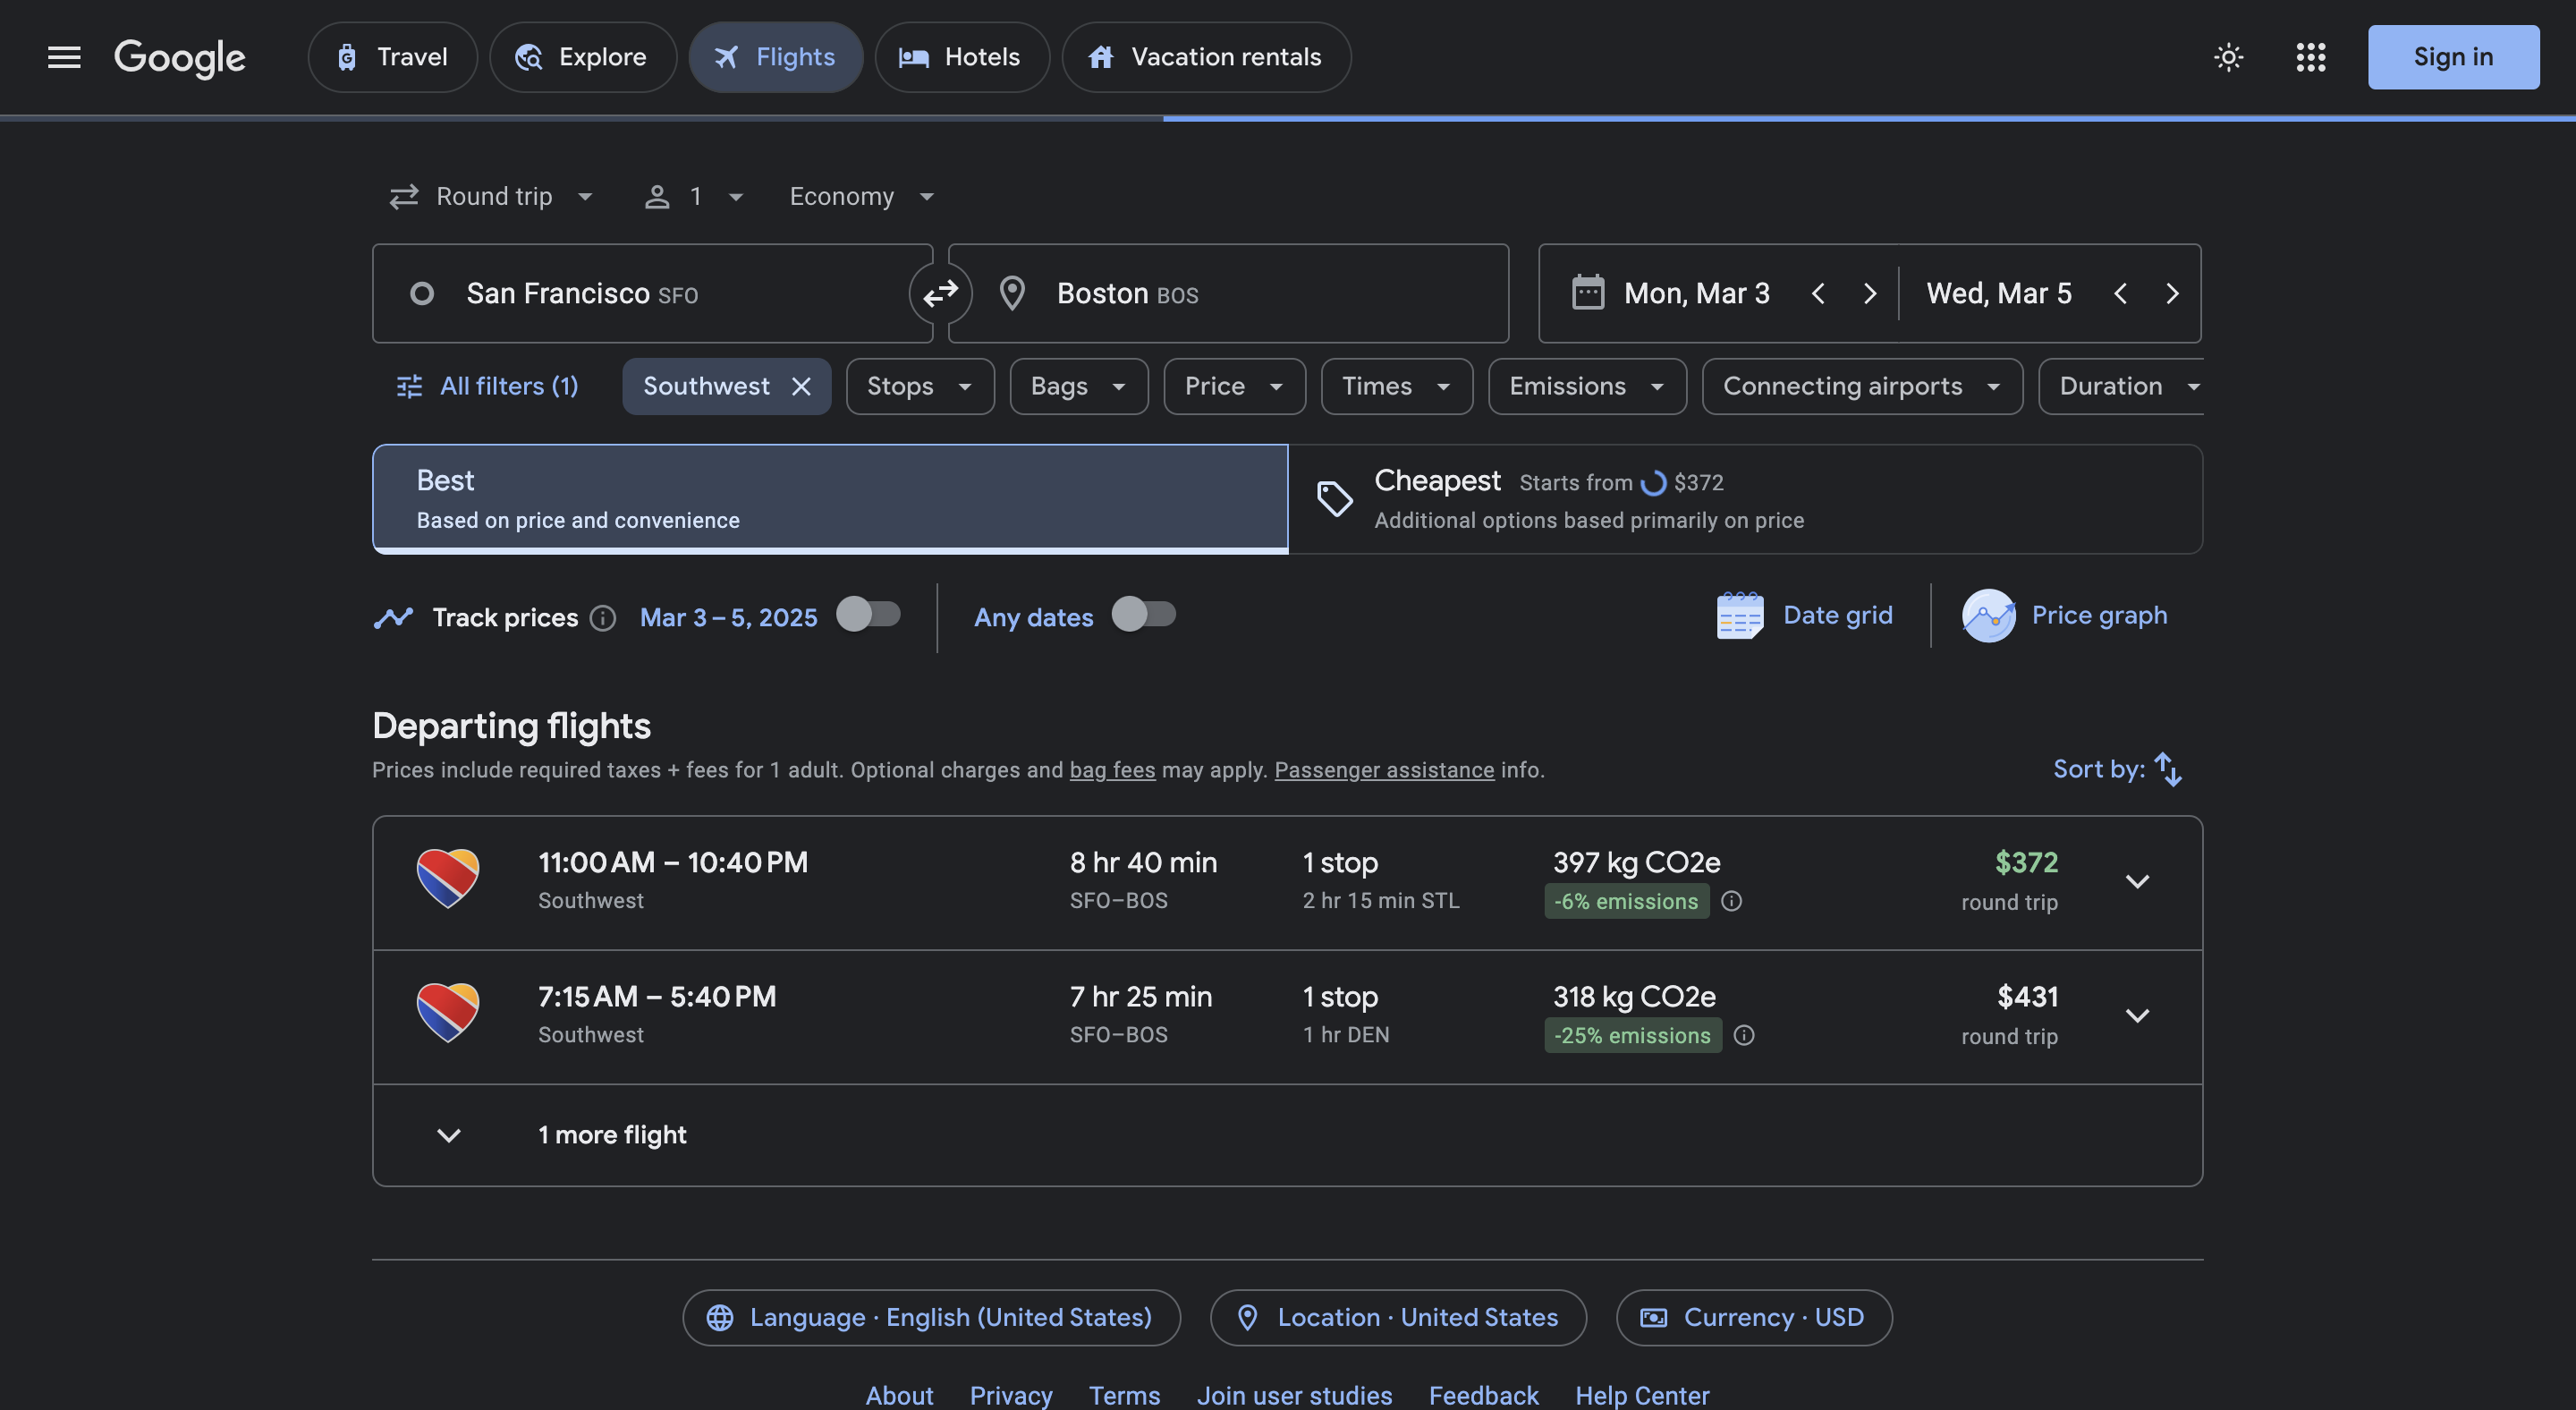 Google
Travel
Explore
Flights
Hotels
Vacation rentals
Sign in
Round trip
1
Economy
San Francisco SFO
Boston BOS
Mon, Mar 3
Wed, Mar 5
All filters (1)
Southwest
Stops
Bags
Price
Times
Emissions
Connecting airports
Duration
Best
Based on price and convenience
Cheapest Starts from $372
Additional options based primarily on price
Track prices
Mar 3 – 5, 2025
Any dates
Date grid
Price graph
Departing flights
Prices include required taxes + fees for 1 adult. Optional charges and bag fees may apply. Passenger assistance info.
Sort by:
11:00 AM – 10:40 PM
Southwest
8 hr 40 min
SFO–BOS
1 stop
2 hr 15 min STL
397 kg CO2e
-6% emissions
$372
round trip
7:15 AM – 5:40 PM
Southwest
7 hr 25 min
SFO–BOS
1 stop
1 hr DEN
318 kg CO2e
-25% emissions
$431
round trip
1 more flight
Language · English (United States)
Location · United States
Currency · USD
About
Privacy
Terms
Join user studies
Feedback
Help Center